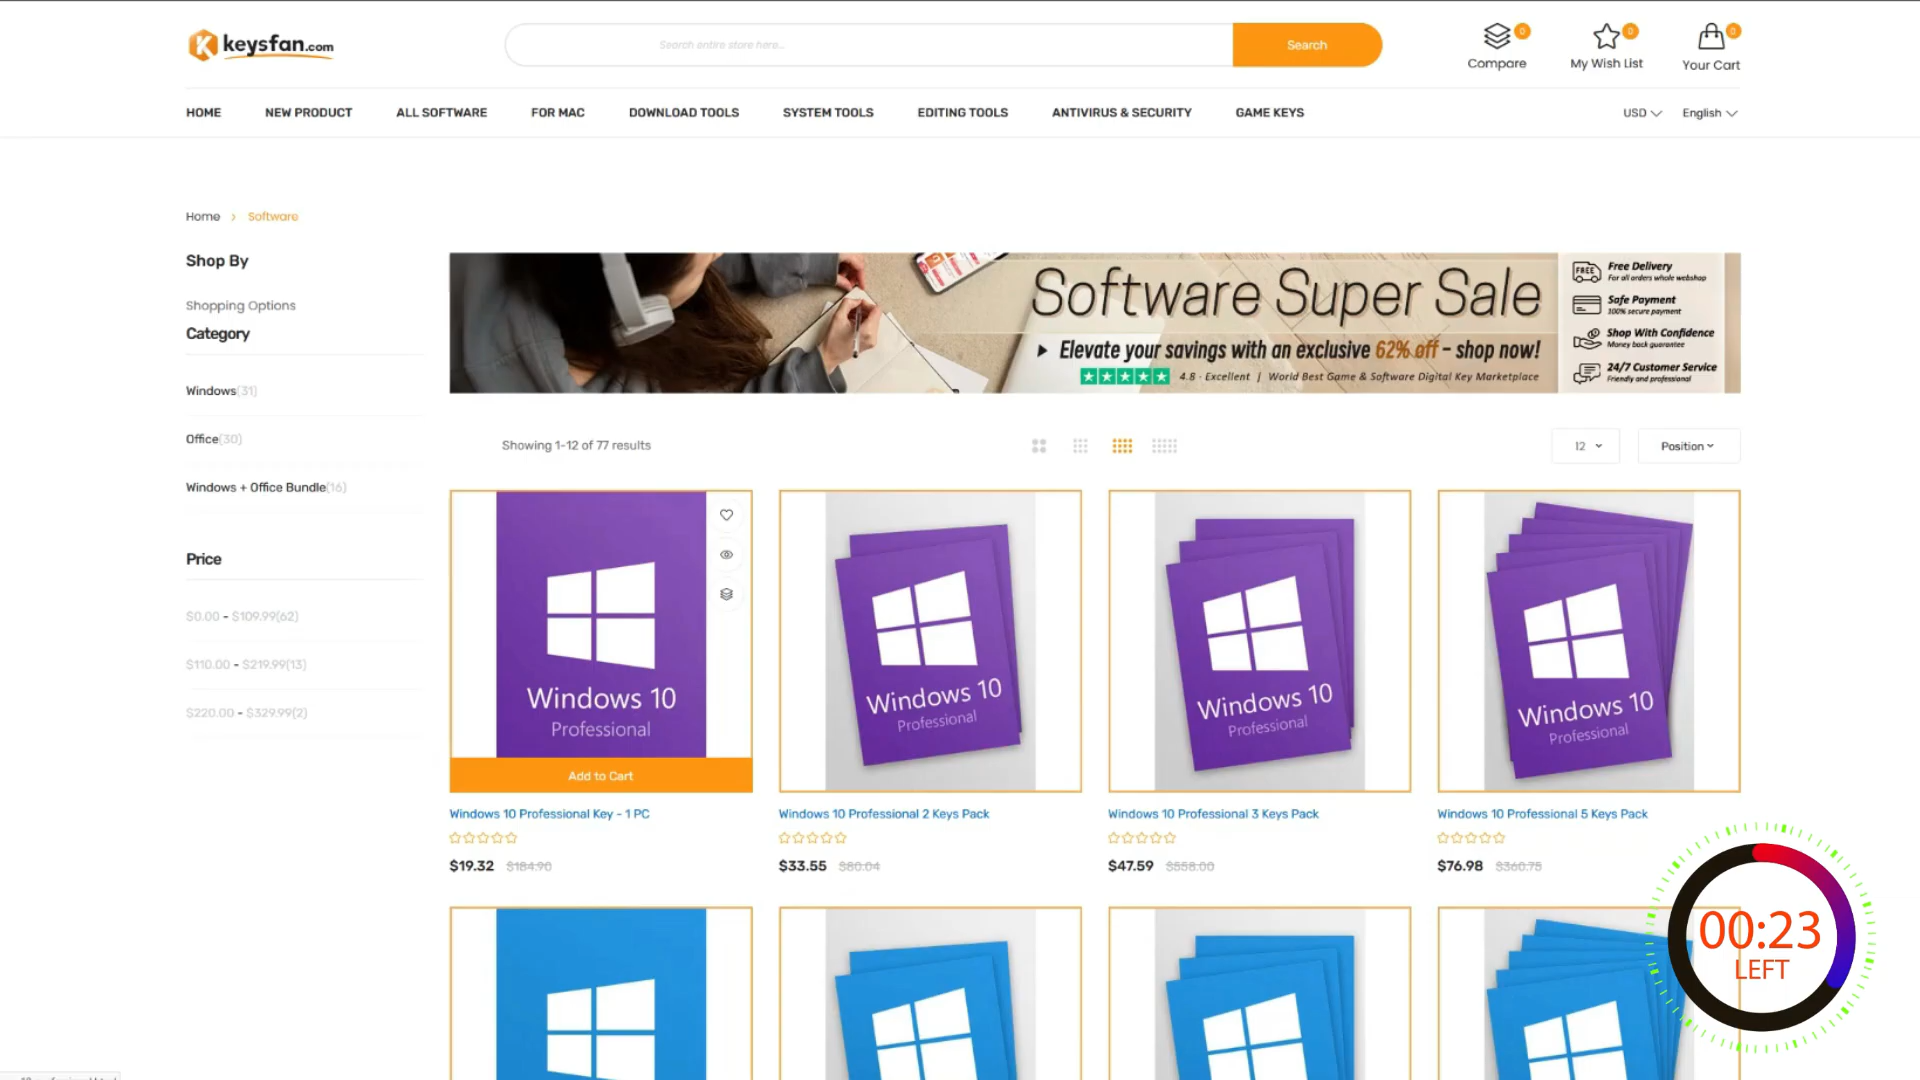 keysfan.com
Search entire store here...
Search
0
Compare
0
My Wish List
0
Your Cart
HOME
NEW PRODUCT
ALL SOFTWARE
FOR MAC
DOWNLOAD TOOLS
SYSTEM TOOLS
EDITING TOOLS
ANTIVIRUS & SECURITY
GAME KEYS
USD
English
Home > Software
Shop By
Shopping Options
Category
Windows(31)
Office(30)
Windows + Office Bundle(16)
Price
$0.00 - $109.99(62)
$110.00 - $219.99(13)
$220.00 - $329.99(2)
Software Super Sale
Elevate your savings with an exclusive 62% off - shop now!
4.8 - Excellent | World Best Game & Software Digital Key Marketplace
FREE
Free Delivery
For all orders whole webshop
Safe Payment
100% secure payment
Shop With Confidence
Money back guarantee
24/7 Customer Service
Friendly and professional
Showing 1-12 of 77 results
12
Position
Windows 10
Professional
Add to Cart
Windows 10 Professional Key - 1 PC
$19.32 $184.90
Windows 10
Professional
Windows 10 Professional 2 Keys Pack
$33.55 $80.04
Windows 10
Professional
Windows 10 Professional 3 Keys Pack
$47.59 $558.00
Windows 10
Professional
Windows 10 Professional 5 Keys Pack
$76.98 $360.75
00:23
LEFT